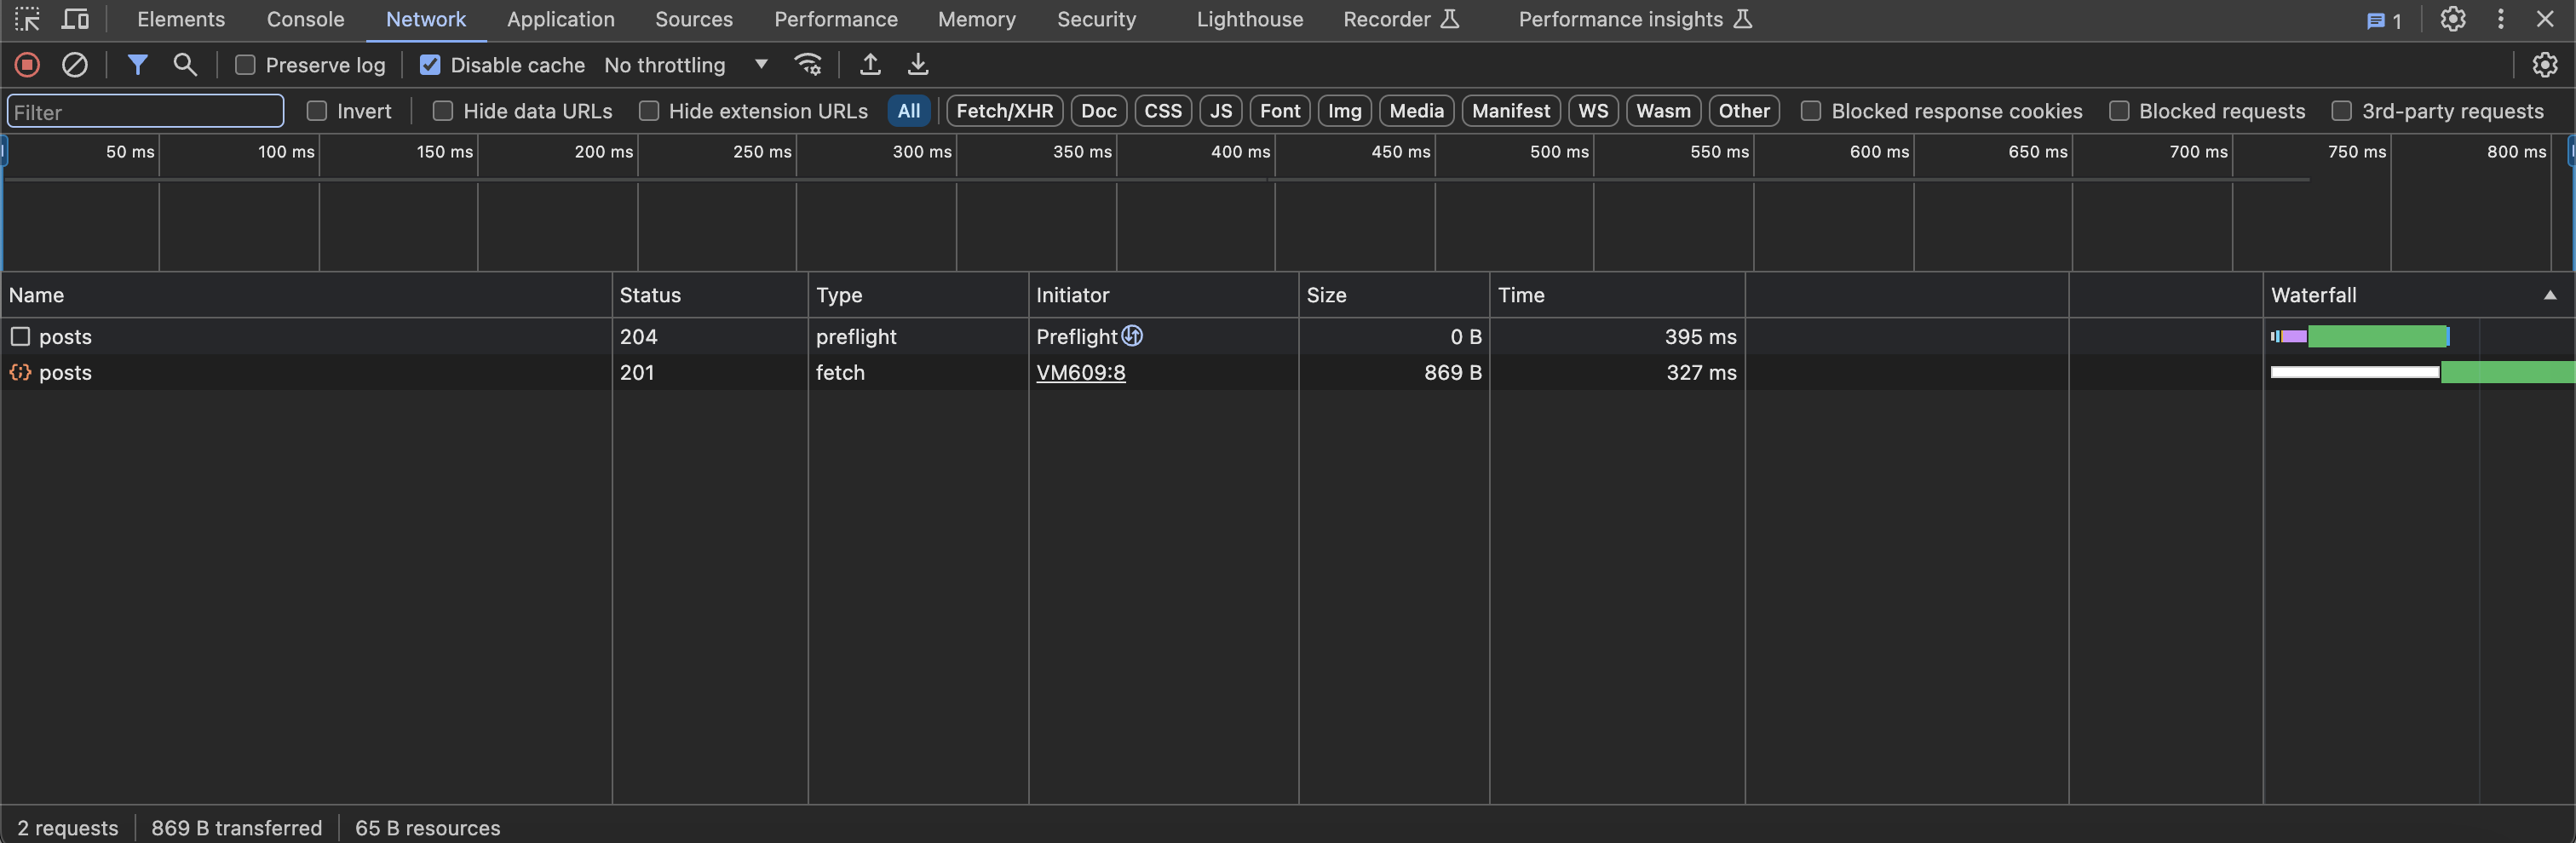 Elements Console Network Application Sources Performance Memory Security Lighthouse Recorder Performance insights 1
Preserve log Disable cache No throttling
Filter Invert Hide data URLs Hide extension URLs All Fetch/XHR Doc CSS JS Font Img Media Manifest WS Wasm Other Blocked response cookies Blocked requests 3rd-party requests
50 ms 100 ms 150 ms 200 ms 250 ms 300 ms 350 ms 400 ms 450 ms 500 ms 550 ms 600 ms 650 ms 700 ms 750 ms 800 ms
Name Status Type Initiator Size Time Waterfall
posts 204 preflight Preflight 0 B 395 ms
posts 201 fetch VM609:8 869 B 327 ms
2 requests 869 B transferred 65 B resources